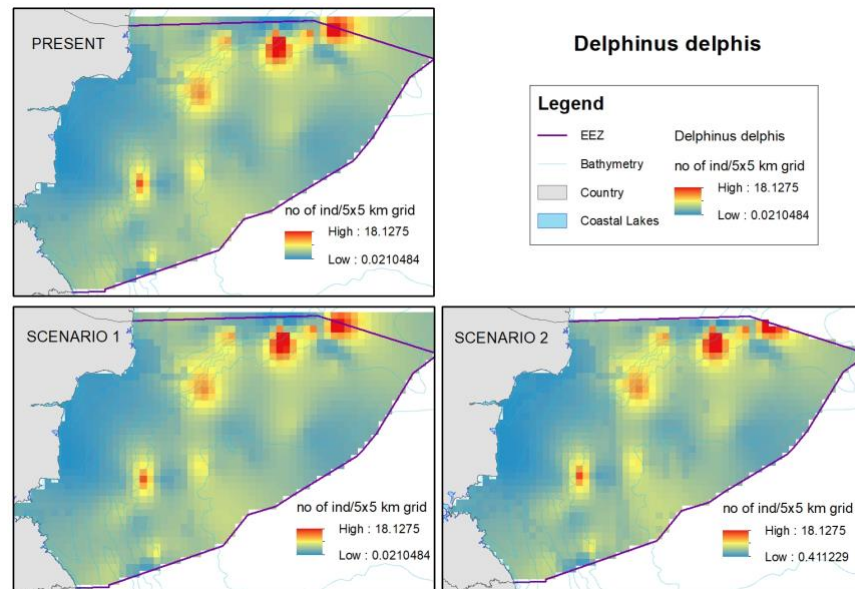 PRESENT
no of ind/5x5 km grid
High : 18.1275
Low : 0.0210484
Delphinus delphis
Legend
EEZ
Bathymetry
Country
Coastal Lakes
Delphinus delphis
no of ind/5x5 km grid
High : 18.1275
Low : 0.0210484
SCENARIO 1
no of ind/5x5 km grid
High : 18.1275
Low : 0.0210484
SCENARIO 2
no of ind/5x5 km grid
High : 18.1275
Low : 0.411229